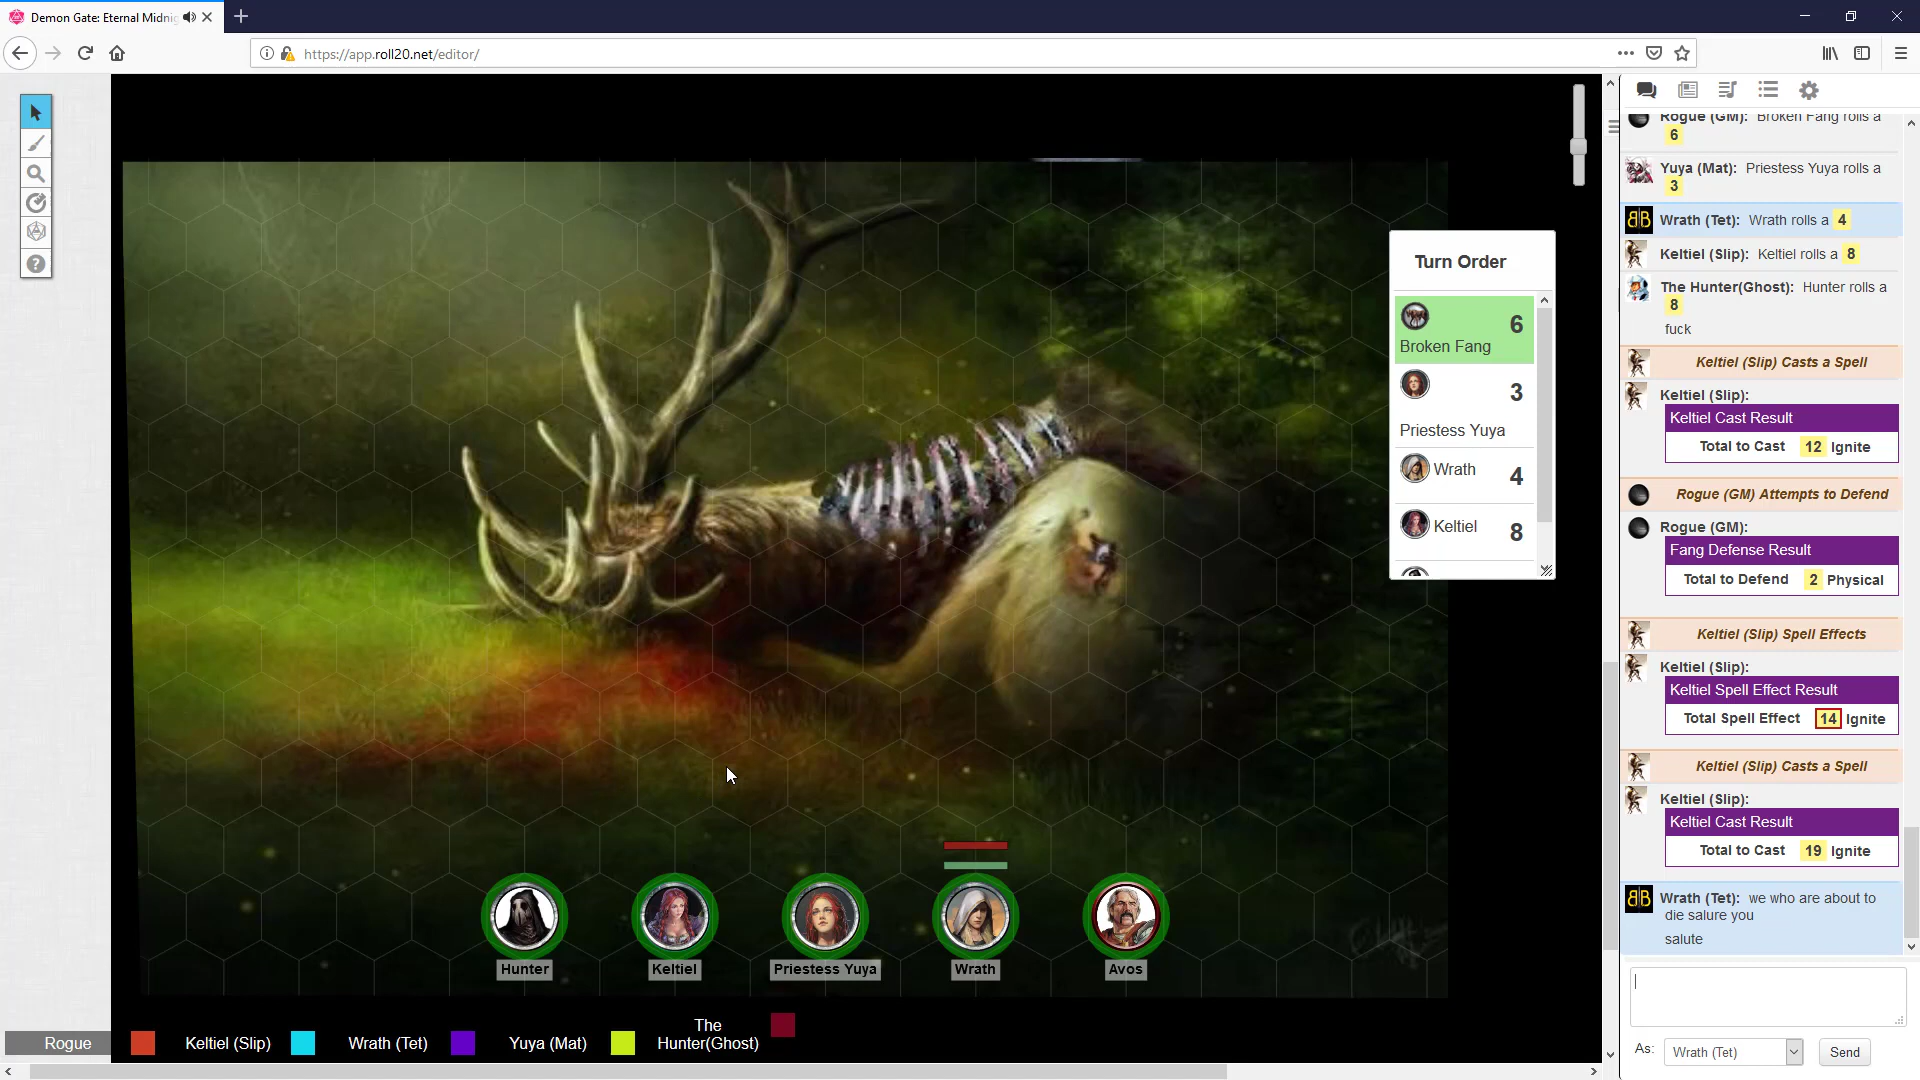 Demon Gate: Eternal Midnig
https://app.roll20.net/editor/
Rogue (GM): Broken Fang rolls a
6
Yuya (Mat): Priestess Yuya rolls a
3
Wrath (Tet): Wrath rolls a 4
Keltiel (Slip): Keltiel rolls a 8
The Hunter(Ghost): Hunter rolls a
8
fuck
Keltiel (Slip) Casts a Spell
Keltiel (Slip):
Keltiel Cast Result
Total to Cast 12 Ignite
Rogue (GM) Attempts to Defend
Rogue (GM):
Fang Defense Result
Total to Defend 2 Physical
Keltiel (Slip) Spell Effects
Keltiel (Slip):
Keltiel Spell Effect Result
Total Spell Effect 14 Ignite
Keltiel (Slip) Casts a Spell
Keltiel (Slip):
Keltiel Cast Result
Total to Cast 19 Ignite
Wrath (Tet): we who are about to
die salure you
salute
As: Wrath (Tet) Send
Turn Order
6
Broken Fang
3
Priestess Yuya
Wrath 4
Keltiel 8
Hunter Keltiel Priestess Yuya Wrath Avos
Rogue Keltiel (Slip) Wrath (Tet) Yuya (Mat) The
Hunter(Ghost)